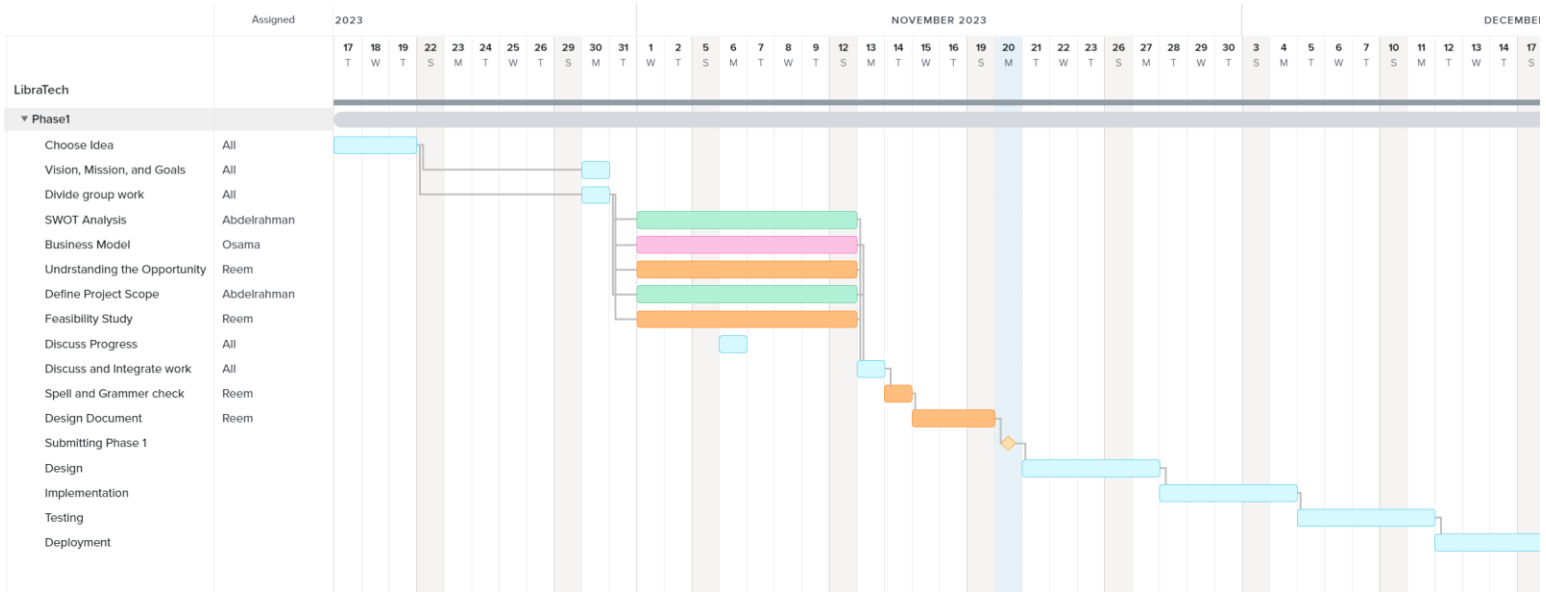 Assigned 2023 NOVEMBER 2023 DECEMBER
17 18 19 22 23 24 25 26 29 30 31 1 2 5 6 7 8 9 12 13 14 15 16 19 20 21 22 23 26 27 28 29 30 3 4 5 6 7 10 11 12 13 14 17
T W T S M T W T S M T W T S M T W T S M T W T S M T W T S M T W T S M T W T S M T W T S
LibraTech
Phase1
Choose Idea All
Vision, Mission, and Goals All
Divide group work All
SWOT Analysis Abdelrahman
Business Model Osama
Undrstanding the Opportunity Reem
Define Project Scope Abdelrahman
Feasibility Study Reem
Discuss Progress All
Discuss and Integrate work All
Spell and Grammer check Reem
Design Document Reem
Submitting Phase 1
Design
Implementation
Testing
Deployment